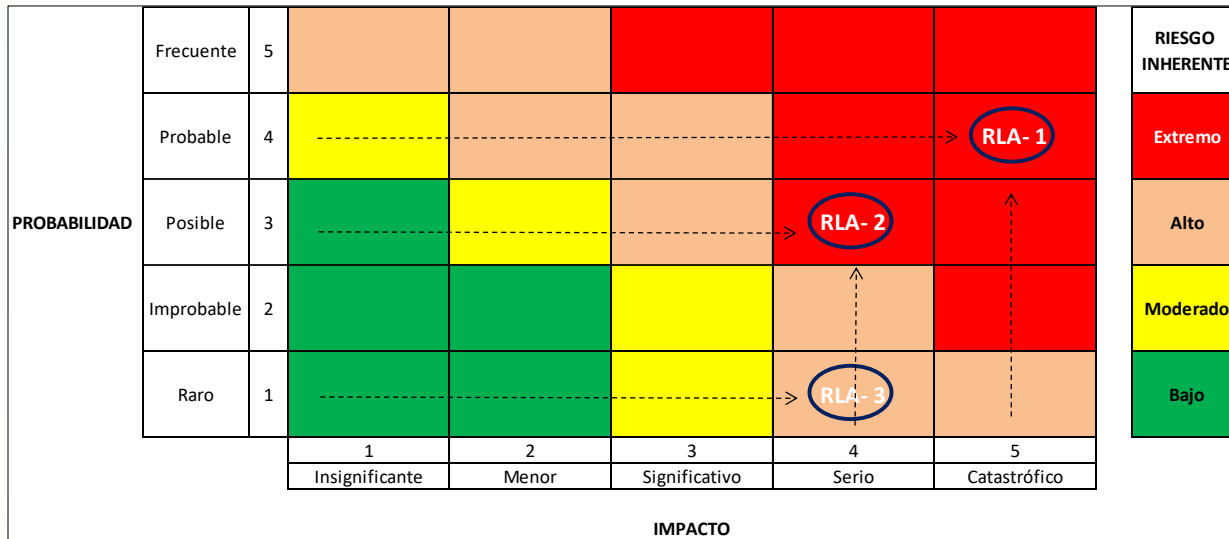 Frecuente 5
RIESGO
INHERENTE
Probable 4 RLA- 1 Extremo
PROBABILIDAD Posible 3 RLA- 2 Alto
Improbable 2 Moderado
Raro 1 RLA- 3 Bajo
1 2 3 4 5
Insignificante Menor Significativo Serio Catastrófico
IMPACTO